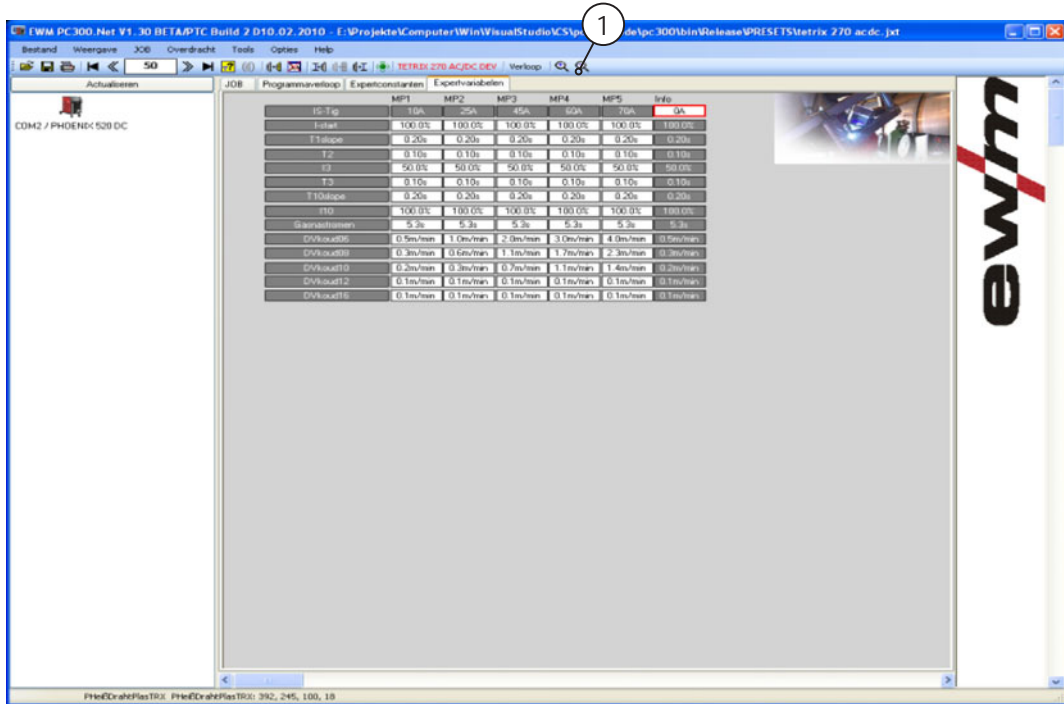 1
EWM PC300.Net V1.30 BETA/PTC Build 2 D10.02.2010 - E:\Projekte\Computer\Win\VisualStudio\CS\pc de\pc300\bin\Release\PRESETS\tetrix 270 acdc.jxt
Bestand Weergave JOB Overdracht Tools Opties Help
50 TETRIX 270 AC/DC DEV Verloop
Actualiseren JOB Programmaverloop Expertconstanten Expertvariabelen
COM2 / PHOENIX 520 DC
MP1 MP2 MP3 MP4 MP5 Info
IS-Tig 10A 25A 45A 60A 70A 0A
I-start 100.0% 100.0% 100.0% 100.0% 100.0% 100.0%
T1slope 0.20s 0.20s 0.20s 0.20s 0.20s 0.20s
T2 0.10s 0.10s 0.10s 0.10s 0.10s 0.10s
I3 50.0% 50.0% 50.0% 50.0% 50.0% 50.0%
T3 0.10s 0.10s 0.10s 0.10s 0.10s 0.10s
T10slope 0.20s 0.20s 0.20s 0.20s 0.20s 0.20s
I10 100.0% 100.0% 100.0% 100.0% 100.0% 100.0%
Gasnastromen 5.3s 5.3s 5.3s 5.3s 5.3s 5.3s
DVkoud06 0.5m/min 1.0m/min 2.0m/min 3.0m/min 4.0m/min 0.5m/min
DVkoud08 0.3m/min 0.6m/min 1.1m/min 1.7m/min 2.3m/min 0.3m/min
DVkoud10 0.2m/min 0.3m/min 0.7m/min 1.1m/min 1.4m/min 0.2m/min
DVkoud12 0.1m/min 0.1m/min 0.1m/min 0.1m/min 0.1m/min 0.1m/min
DVkoud16 0.1m/min 0.1m/min 0.1m/min 0.1m/min 0.1m/min 0.1m/min
ewm
PHeißDrahtPlasTRX PHeißDrahtPlasTRX: 392, 245, 100, 18